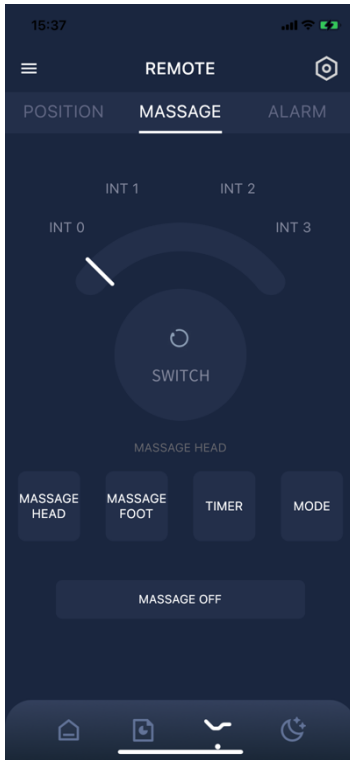 15:37
REMOTE
POSITION MASSAGE ALARM
INT 1 INT 2
INT 0 INT 3
SWITCH
MASSAGE HEAD
MASSAGE HEAD
MASSAGE FOOT
TIMER
MODE
MASSAGE OFF